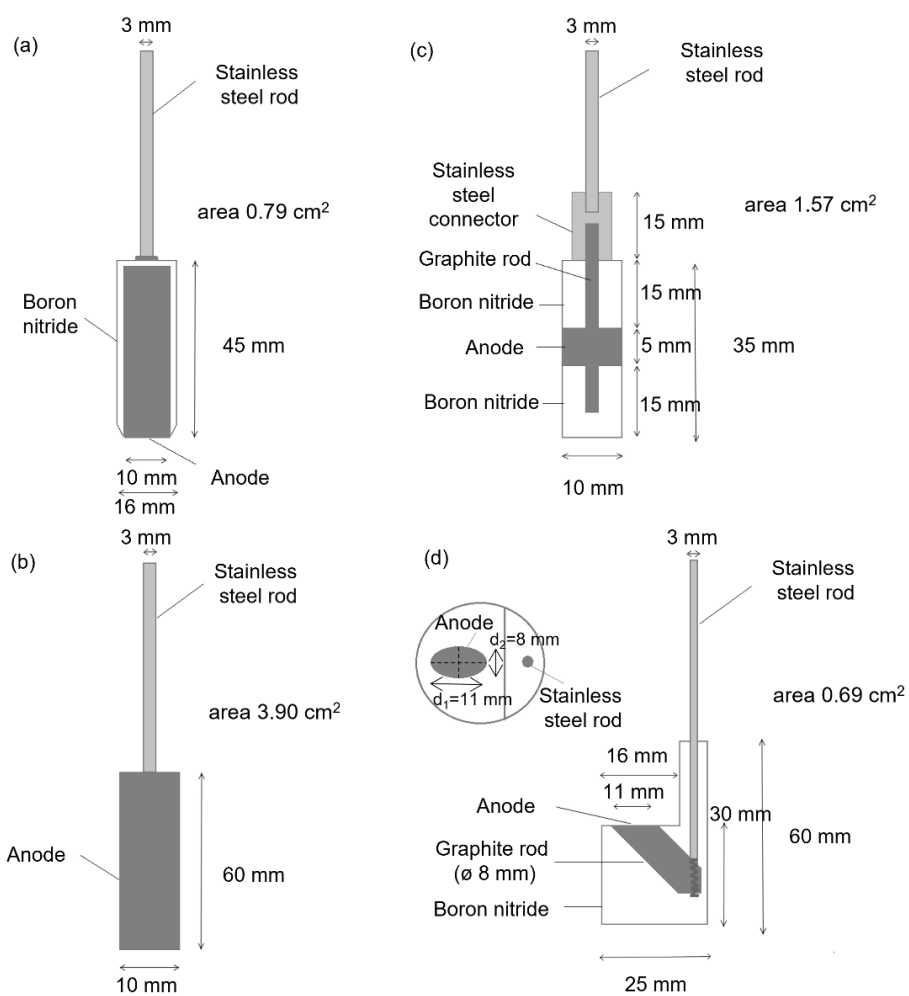 (a)
3 mm
Stainless
steel rod
area 0.79 cm²
Boron
nitride
45 mm
10 mm
16 mm
Anode
(c)
3 mm
Stainless
steel rod
Stainless
steel
connector
area 1.57 cm²
15 mm
Graphite rod
Boron nitride
15 mm
Anode
5 mm
35 mm
Boron nitride
15 mm
10 mm
(b)
3 mm
Stainless
steel rod
area 3.90 cm²
Anode
60 mm
10 mm
(d)
3 mm
Stainless
steel rod
Anode
d₂=8 mm
d₁=11 mm
Stainless
steel rod
area 0.69 cm²
16 mm
11 mm
Anode
30 mm
60 mm
Graphite rod
(ø 8 mm)
Boron nitride
25 mm